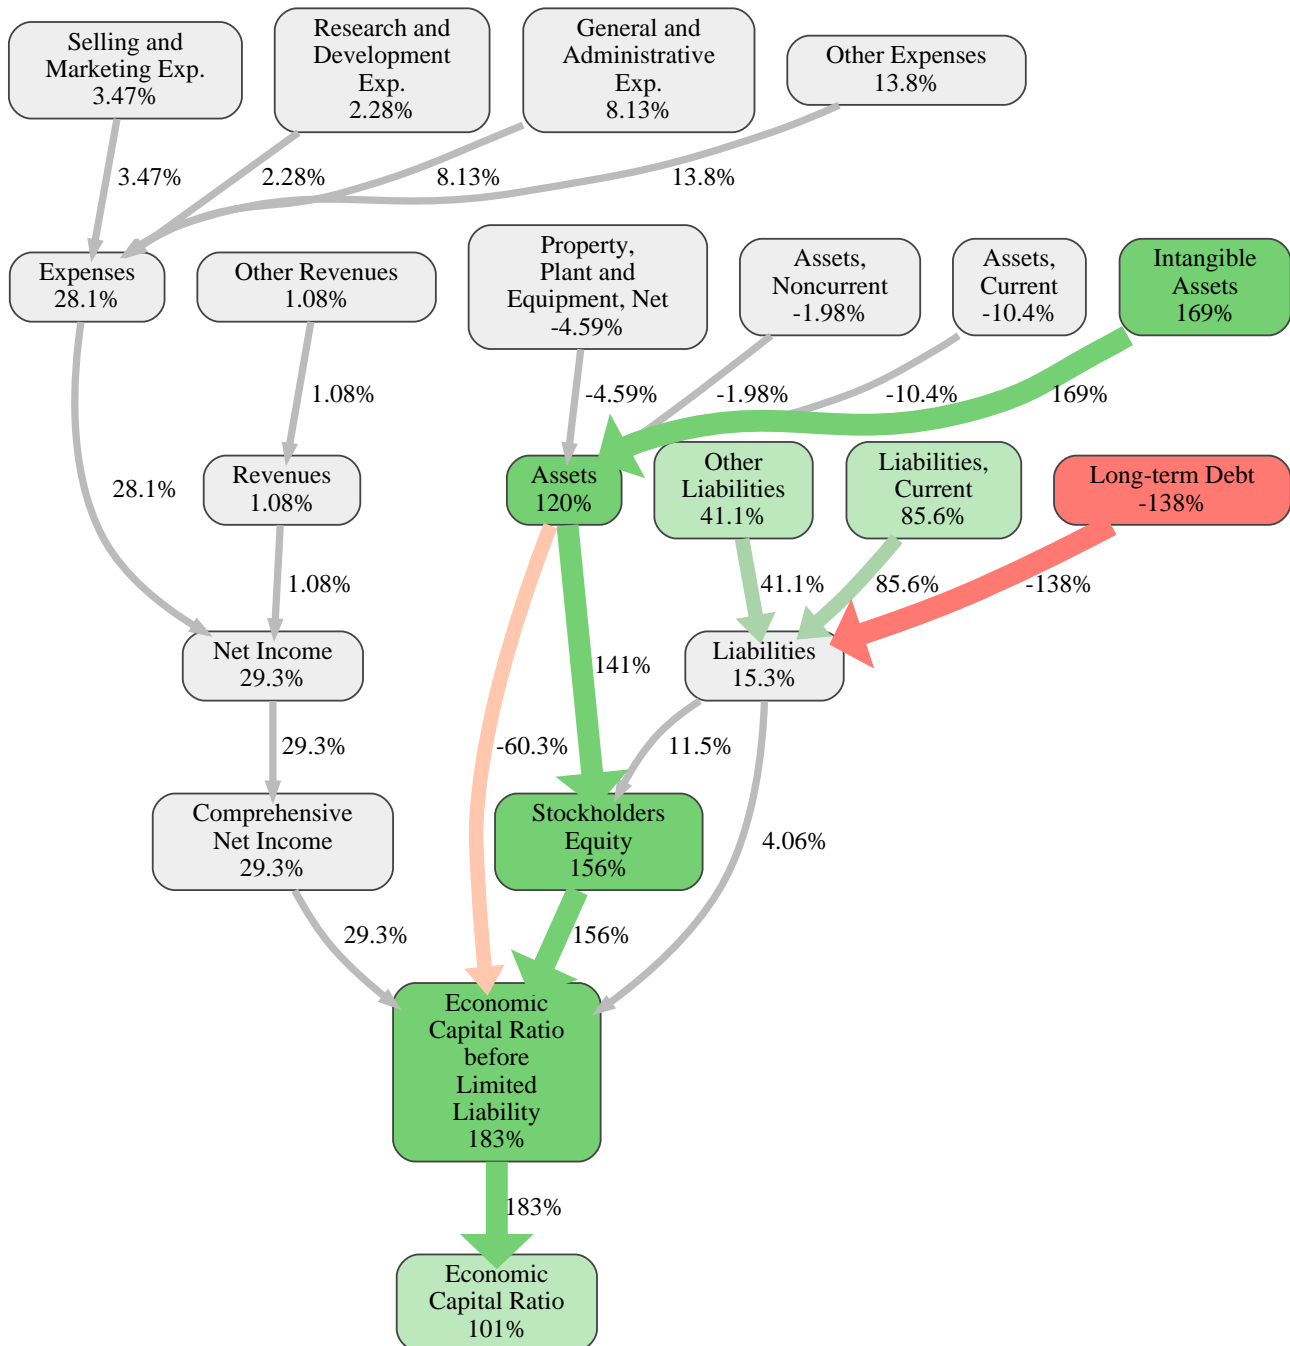 Selling and
Marketing Exp.
3.47%
Research and
Development
Exp.
2.28%
General and
Administrative
Exp.
8.13%
Other Expenses
13.8%
3.47%
2.28%
8.13%
13.8%
Expenses
28.1%
Other Revenues
1.08%
Property,
Plant and
Equipment, Net
-4.59%
Assets,
Noncurrent
-1.98%
Assets,
Current
-10.4%
Intangible
Assets
169%
1.08%
-4.59%
-1.98%
-10.4%
169%
28.1%
Revenues
1.08%
Assets
120%
Other
Liabilities
41.1%
Liabilities,
Current
85.6%
Long-term Debt
-138%
1.08%
41.1%
85.6%
-138%
Net Income
29.3%
141%
Liabilities
15.3%
29.3%
-60.3%
11.5%
Comprehensive
Net Income
29.3%
Stockholders
Equity
156%
4.06%
29.3%
156%
Economic
Capital Ratio
before
Limited
Liability
183%
183%
Economic
Capital Ratio
101%